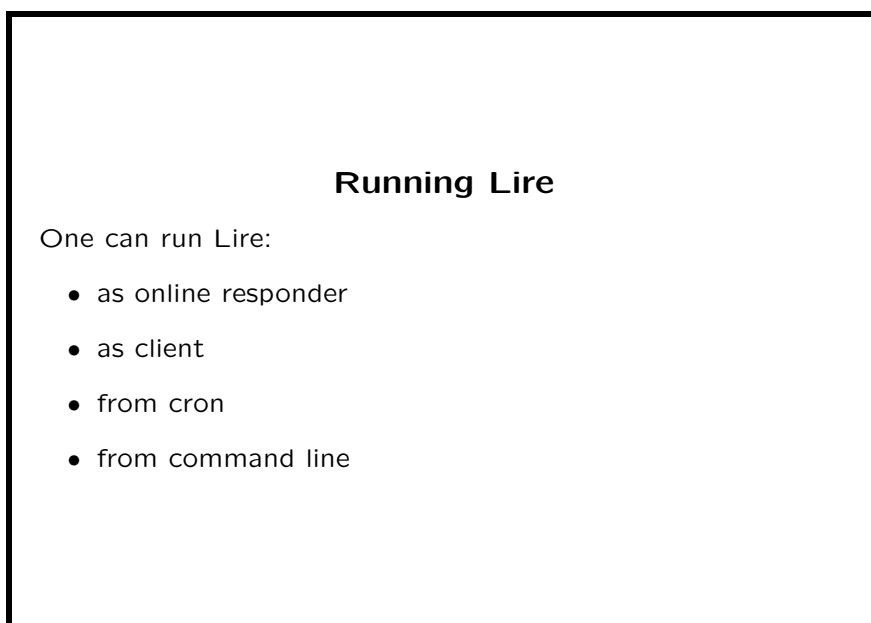 Running Lire
One can run Lire:
• as online responder
• as client
• from cron
• from command line